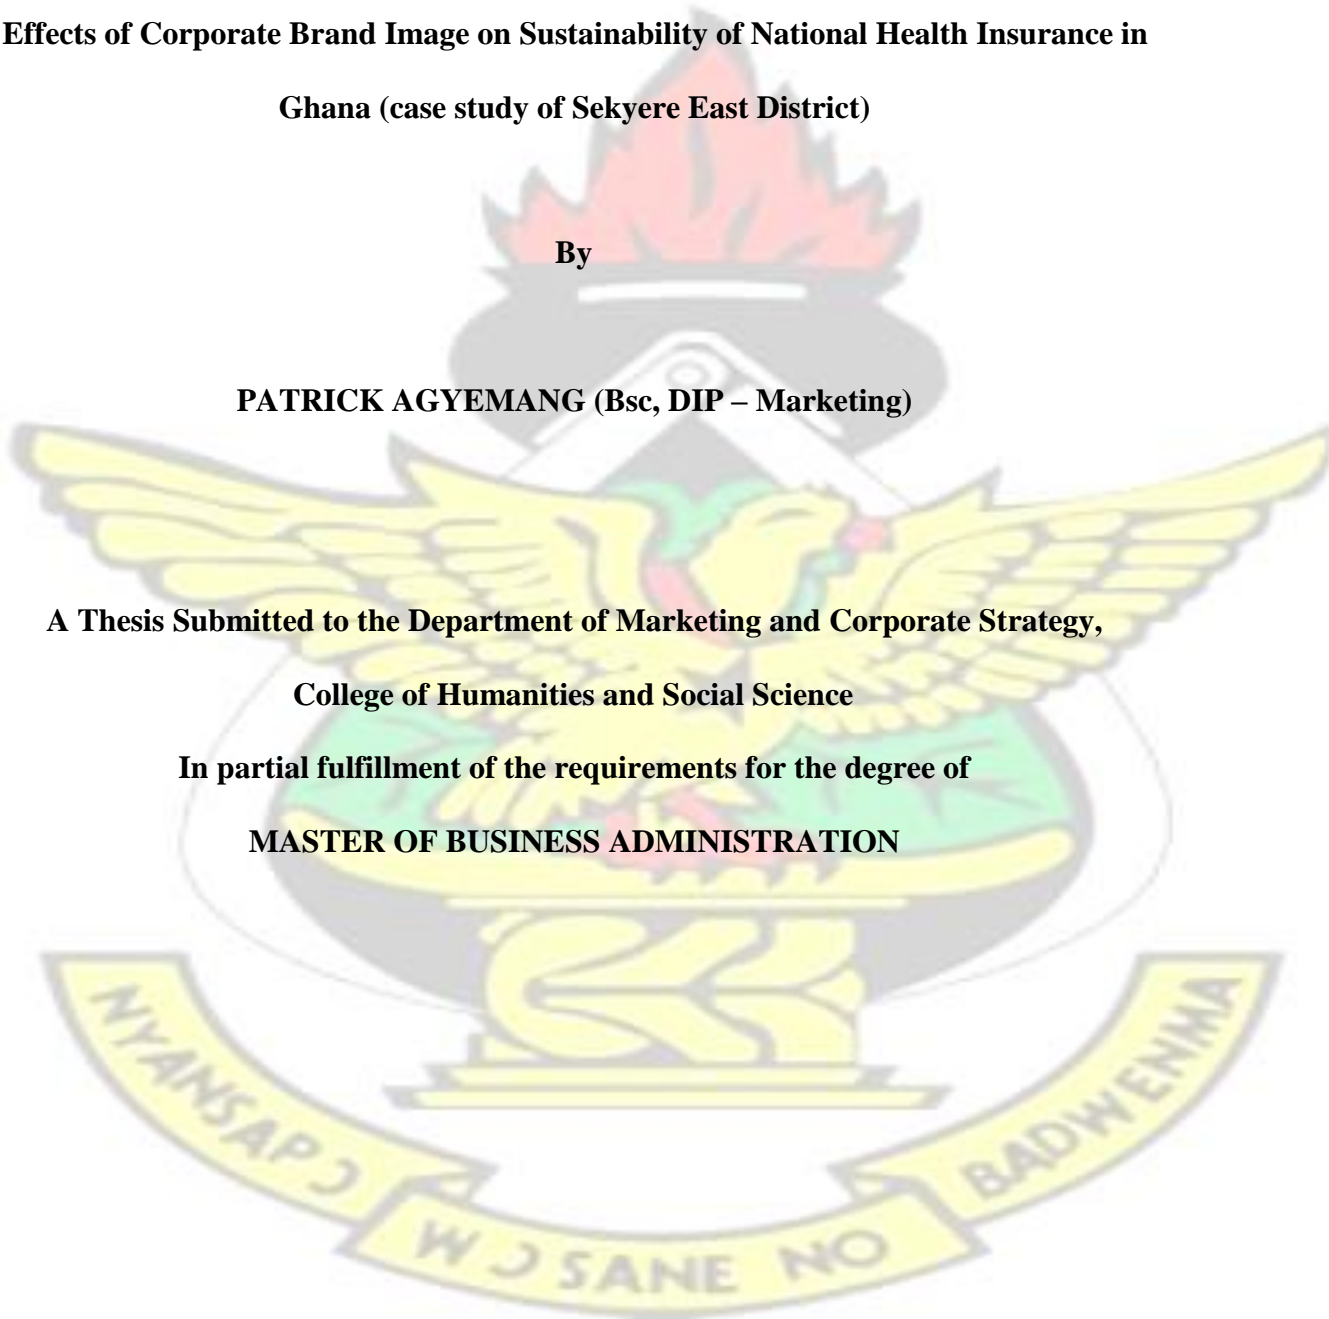 Effects of Corporate Brand Image on Sustainability of National Health Insurance in
Ghana (case study of Sekyere East District)
By
PATRICK AGYEMANG (Bsc, DIP – Marketing)
A Thesis Submitted to the Department of Marketing and Corporate Strategy,
College of Humanities and Social Science
In partial fulfillment of the requirements for the degree of
MASTER OF BUSINESS ADMINISTRATION
NYANSAPƆ WƆSANE NO BADWENMA